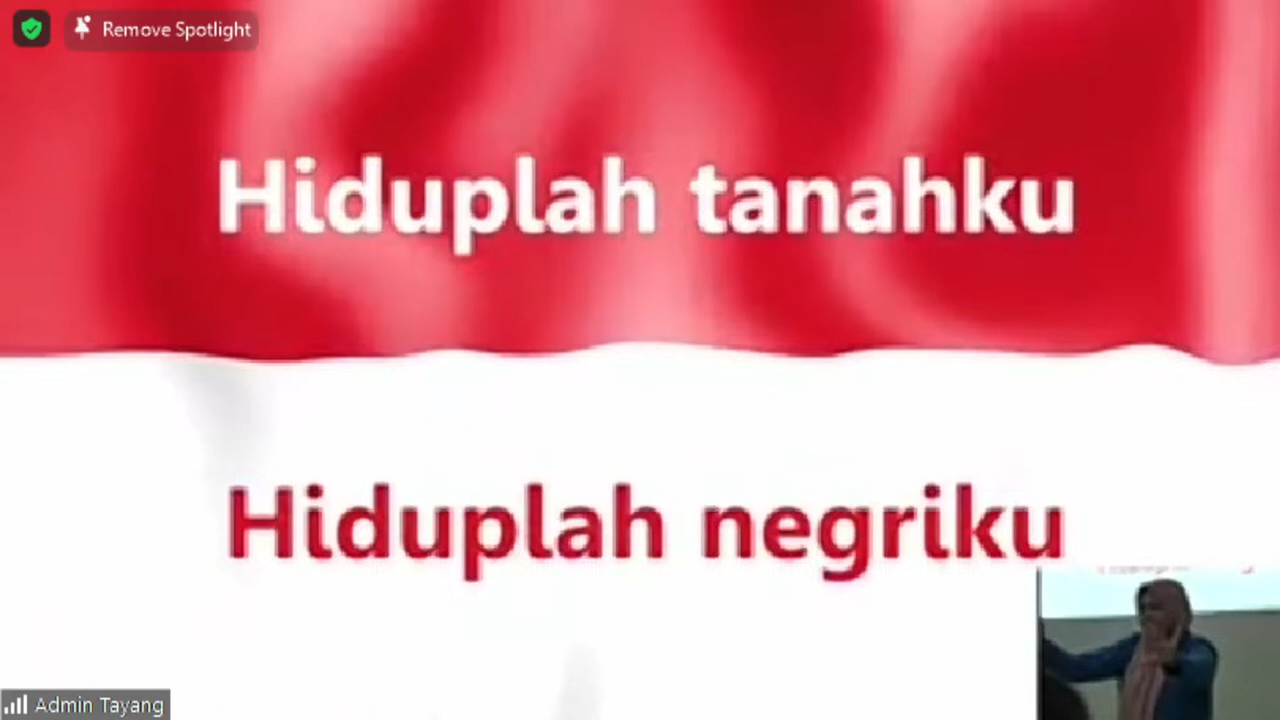 Remove Spotlight
Hiduplah tanahku
Hiduplah negriku
Admin Tayang